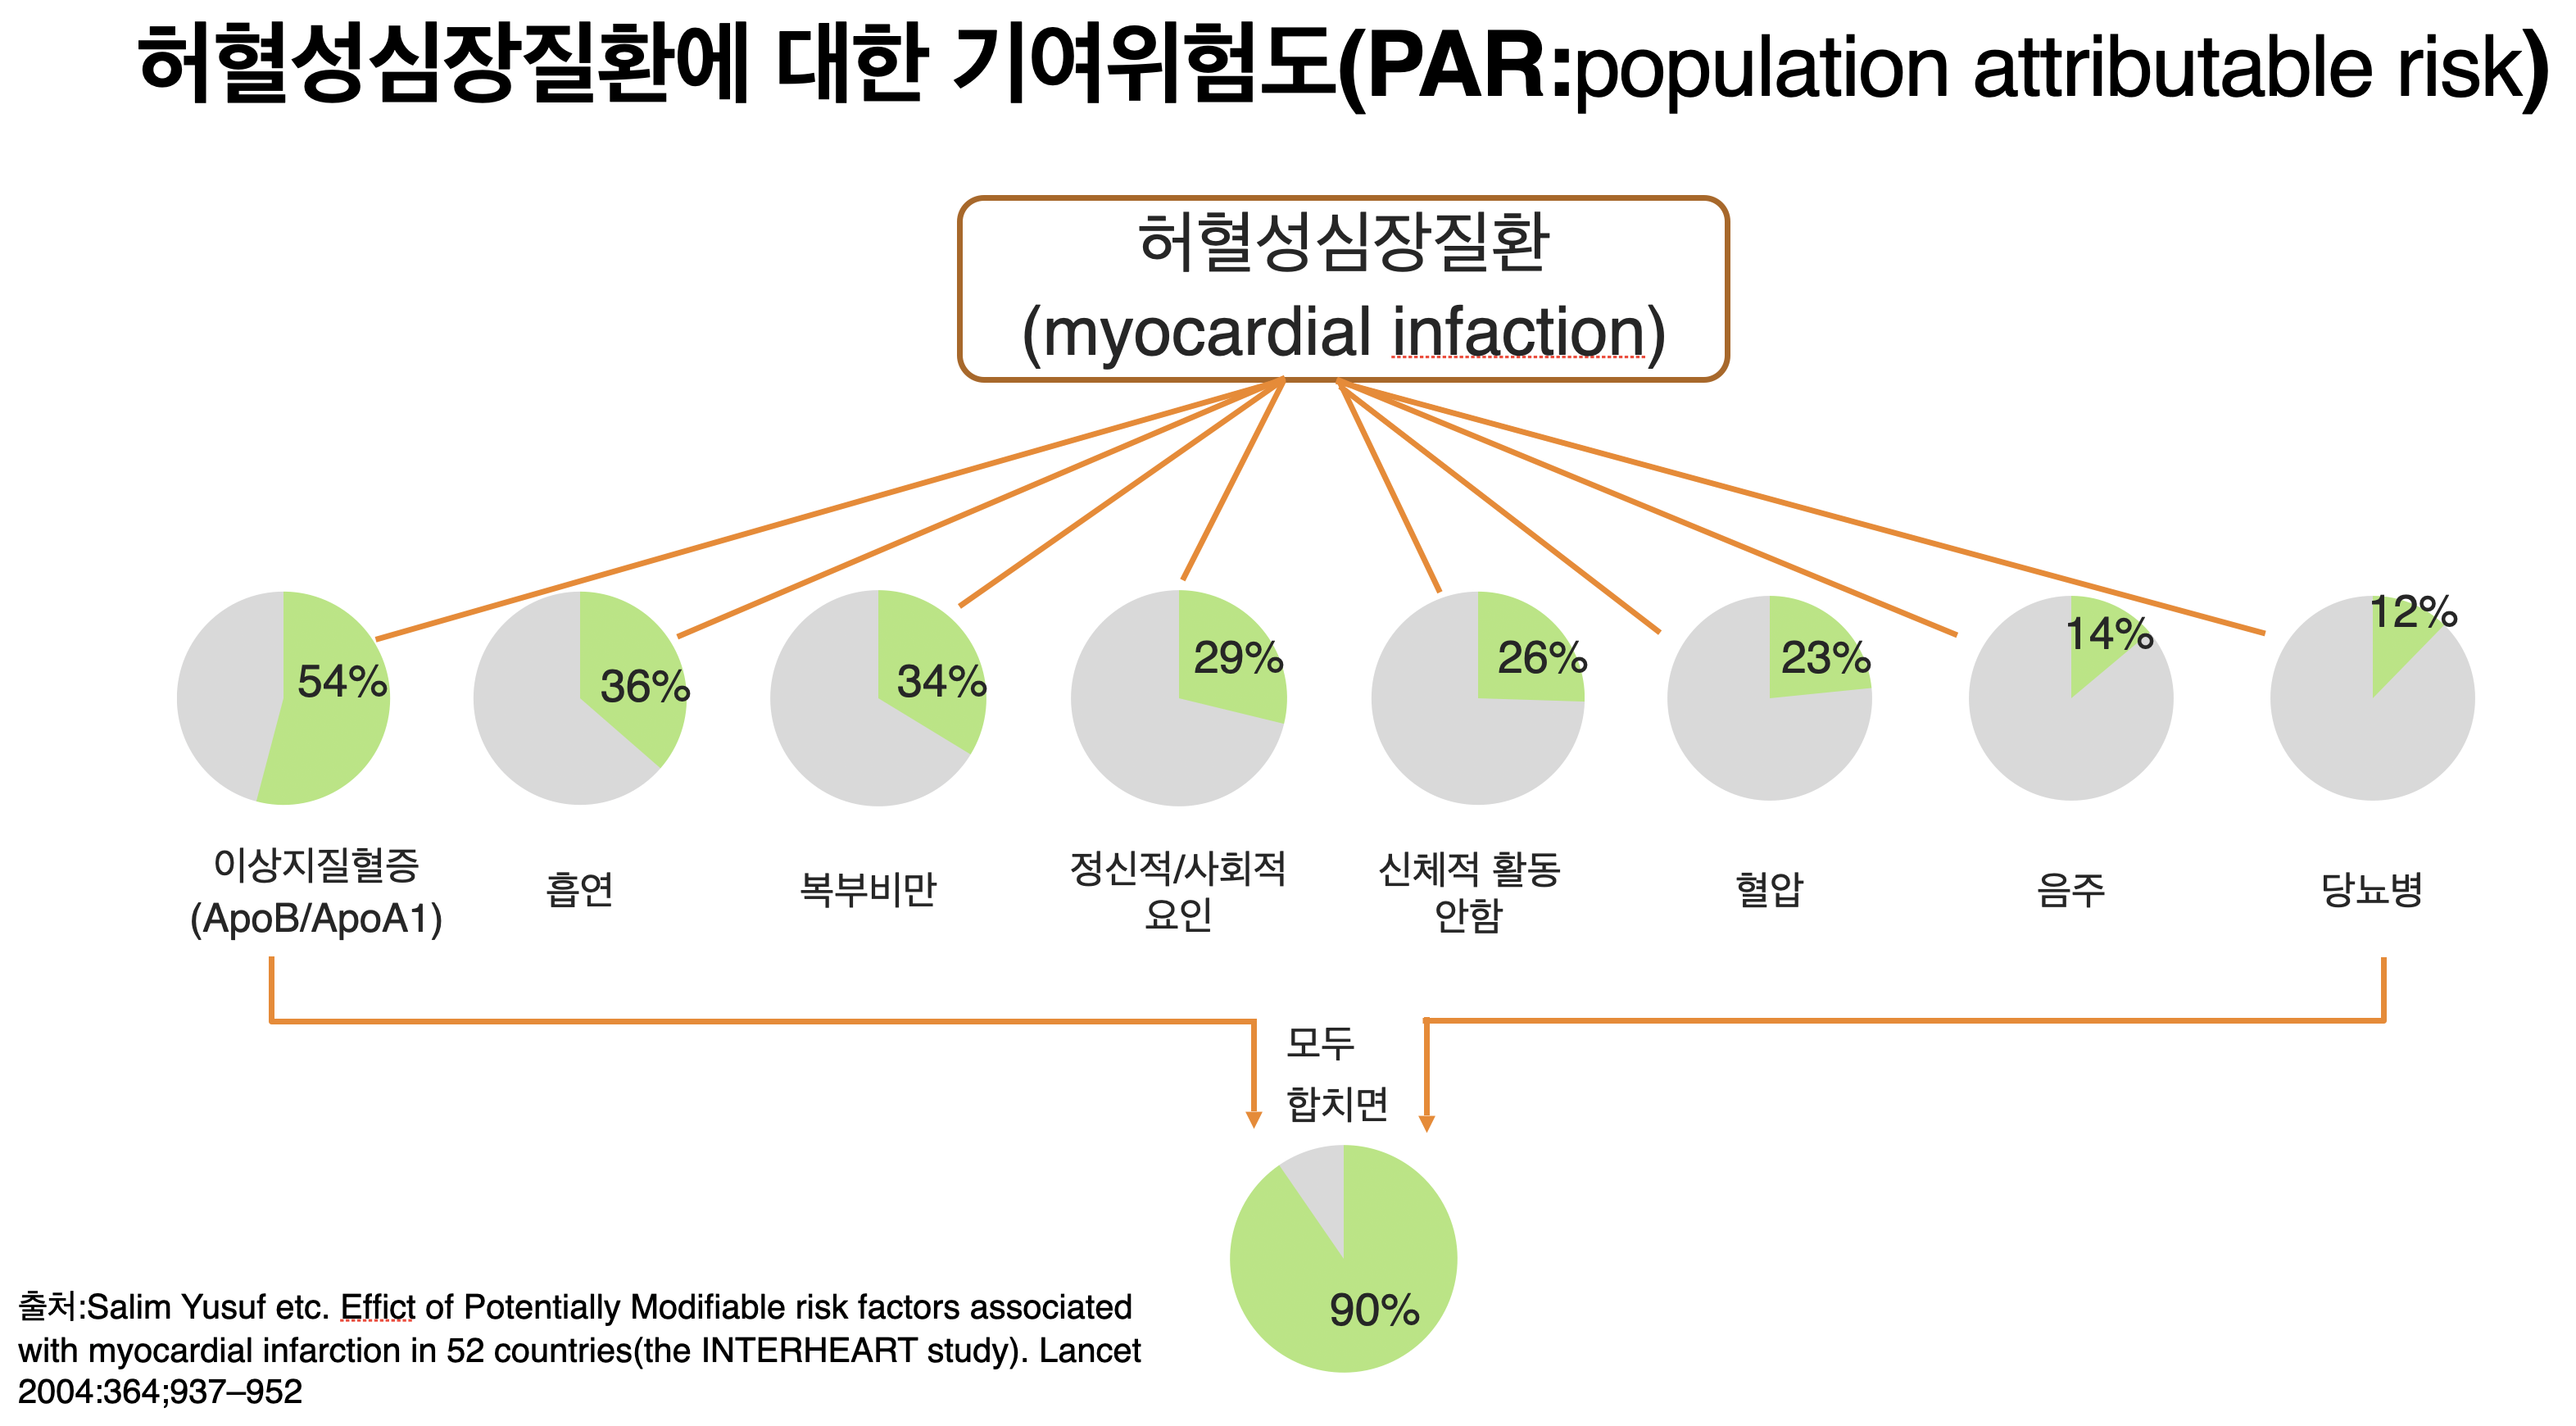 허혈성심장질환에 대한 기여위험도(PAR:population attributable risk)
허혈성심장질환
(myocardial infaction)
54%
36%
34%
29%
26%
23%
14%
12%
이상지질혈증
(ApoB/ApoA1)
흡연
복부비만
정신적/사회적
요인
신체적 활동
안함
혈압
음주
당뇨병
모두
합치면
90%
출처:Salim Yusuf etc. Effict of Potentially Modifiable risk factors associated
with myocardial infarction in 52 countries(the INTERHEART study). Lancet
2004:364;937–952